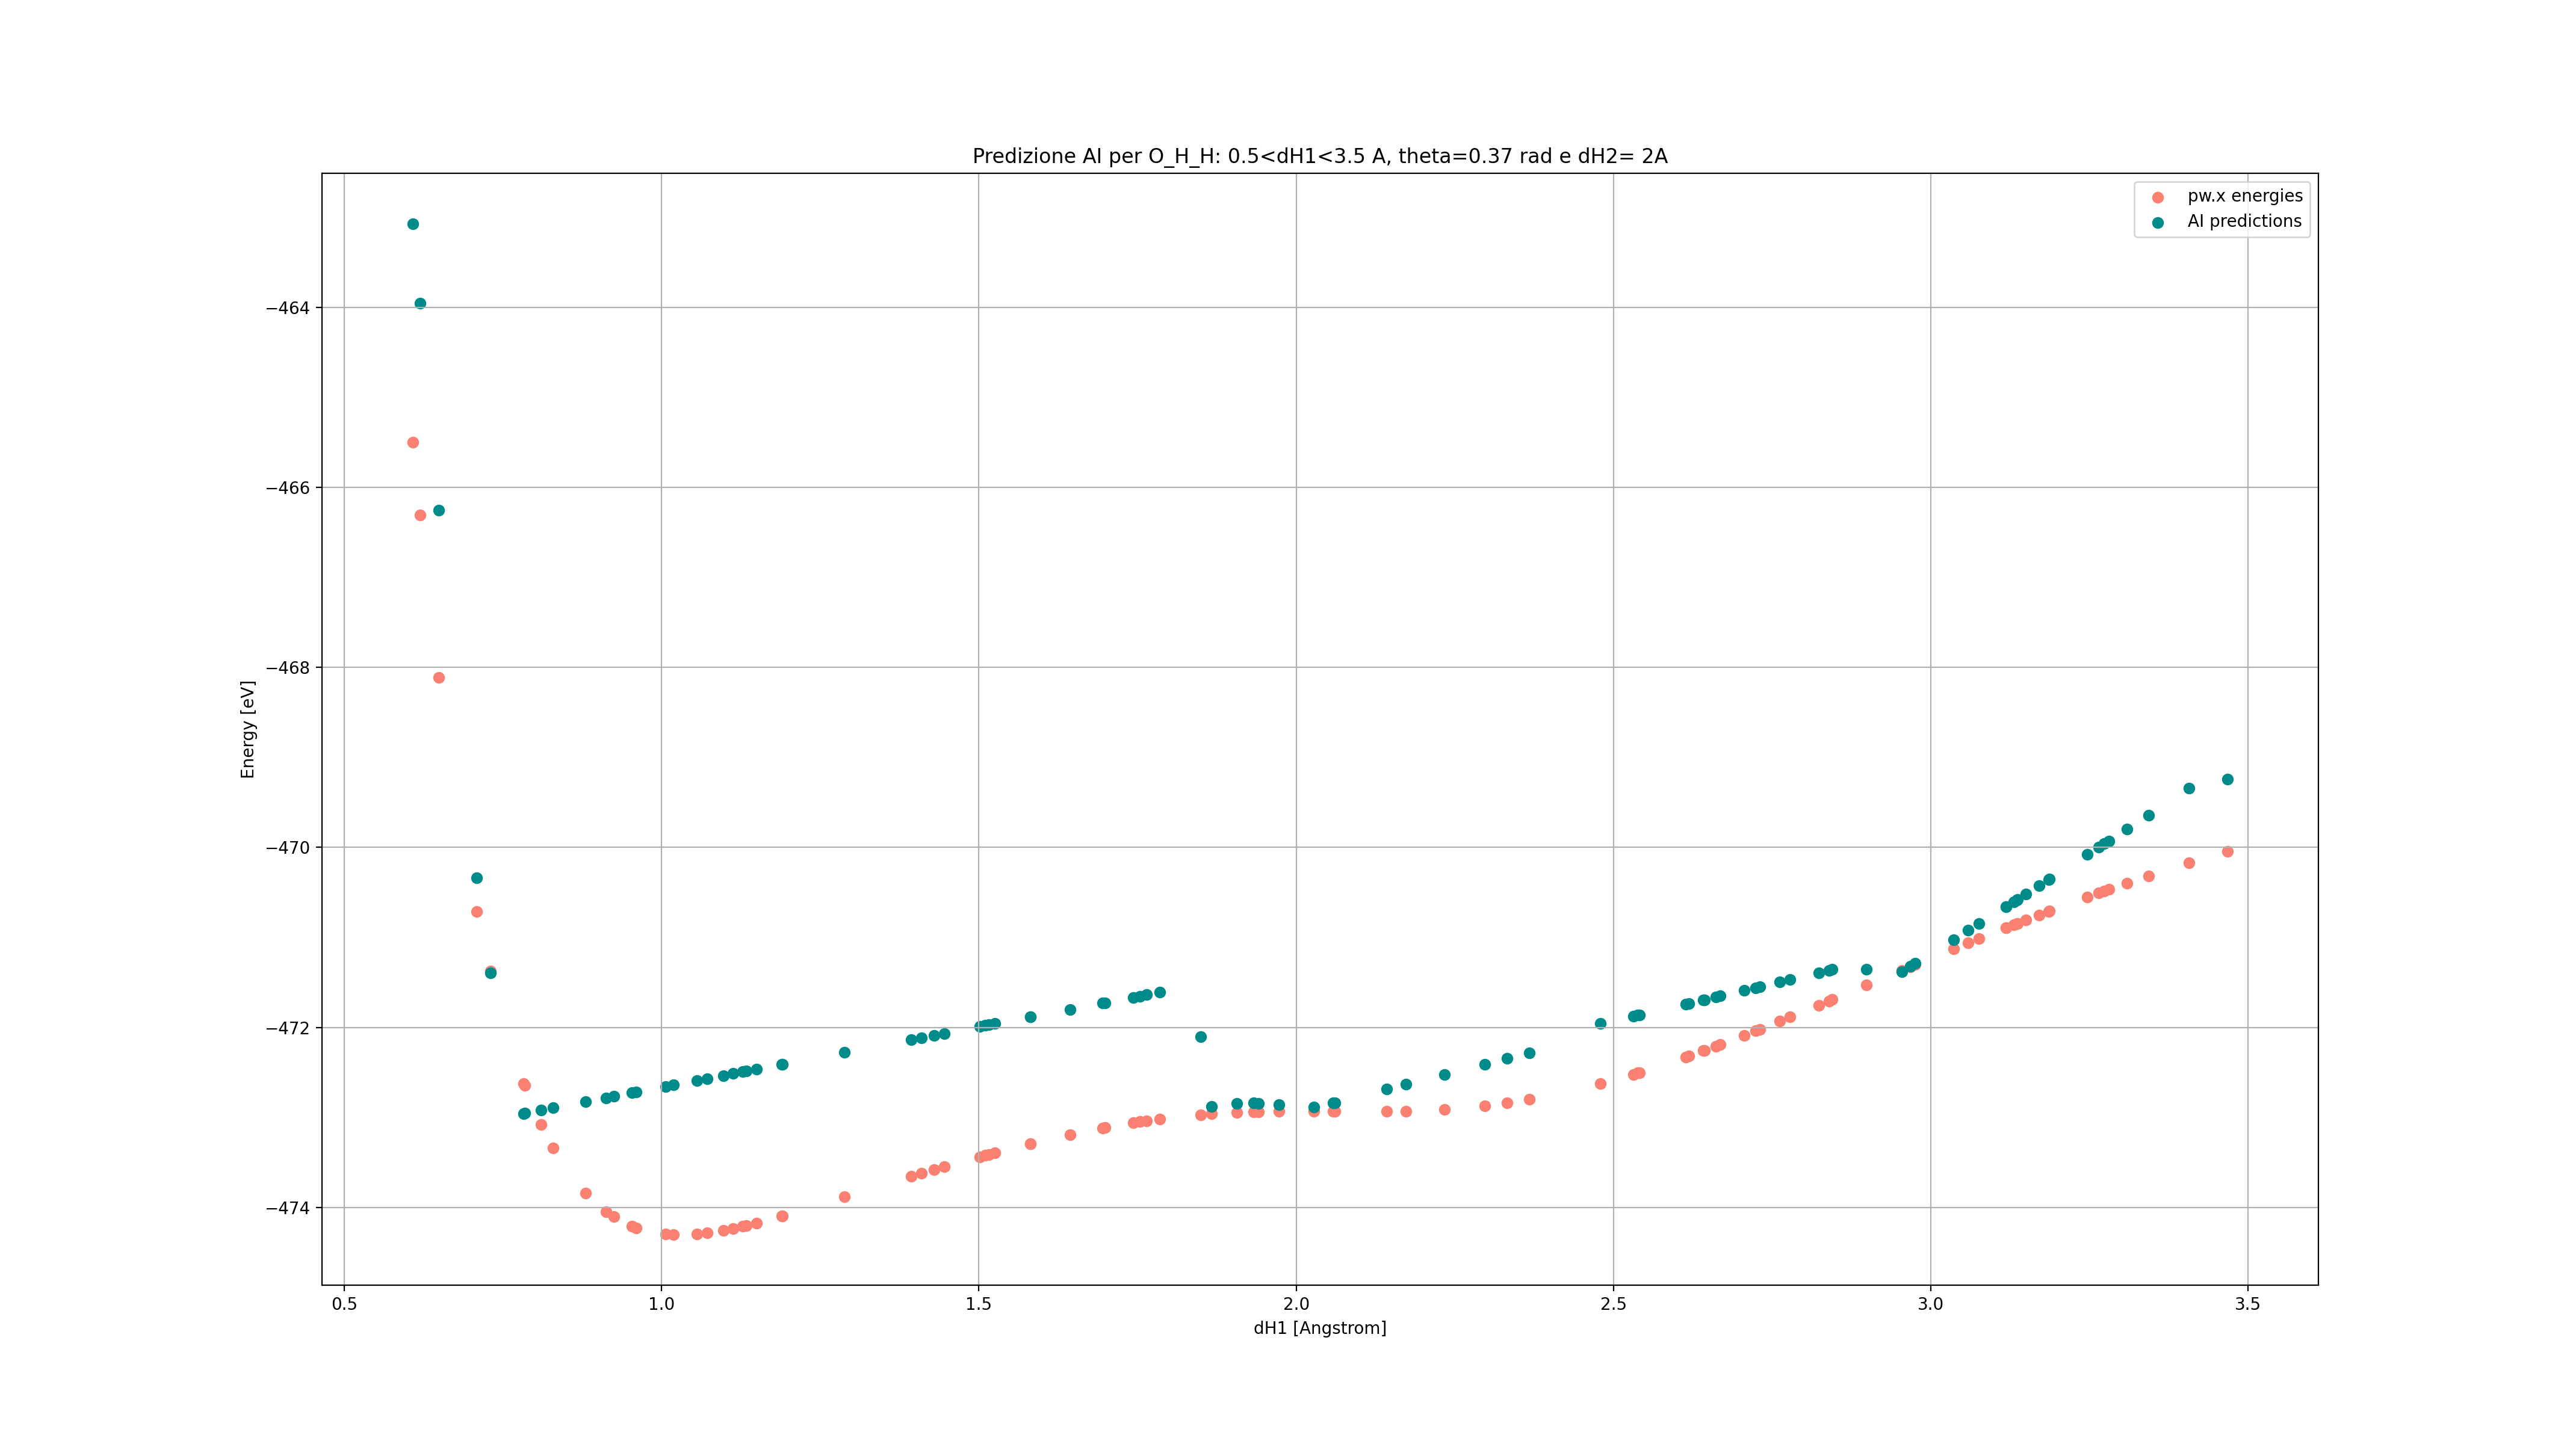 Predizione AI per O_H_H: 0.5<dH1<3.5 A, theta=0.37 rad e dH2= 2A
pw.x energies
AI predictions
−464
−466
−468
−470
−472
−474
Energy [eV]
0.5 1.0 1.5 2.0 2.5 3.0 3.5
dH1 [Angstrom]